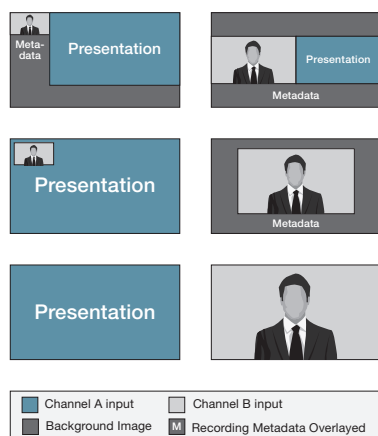 Meta-
data
Presentation
Presentation
Metadata
Presentation
Metadata
Presentation
Channel A input
Channel B input
Background Image
M Recording Metadata Overlayed